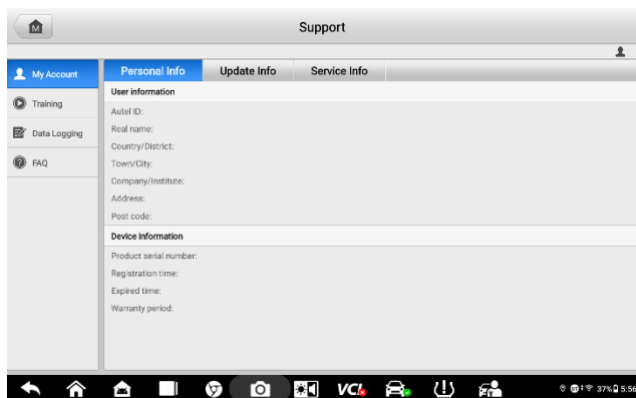 M
Support
My Account
Training
Data Logging
FAQ
Personal Info Update Info Service Info
User information
Autel ID:
Real name:
Country/District:
Town/City:
Company/Institute:
Address:
Post code:
Device information
Product serial number:
Registration time:
Expired time:
Warranty period:
VCI 37% 5:56